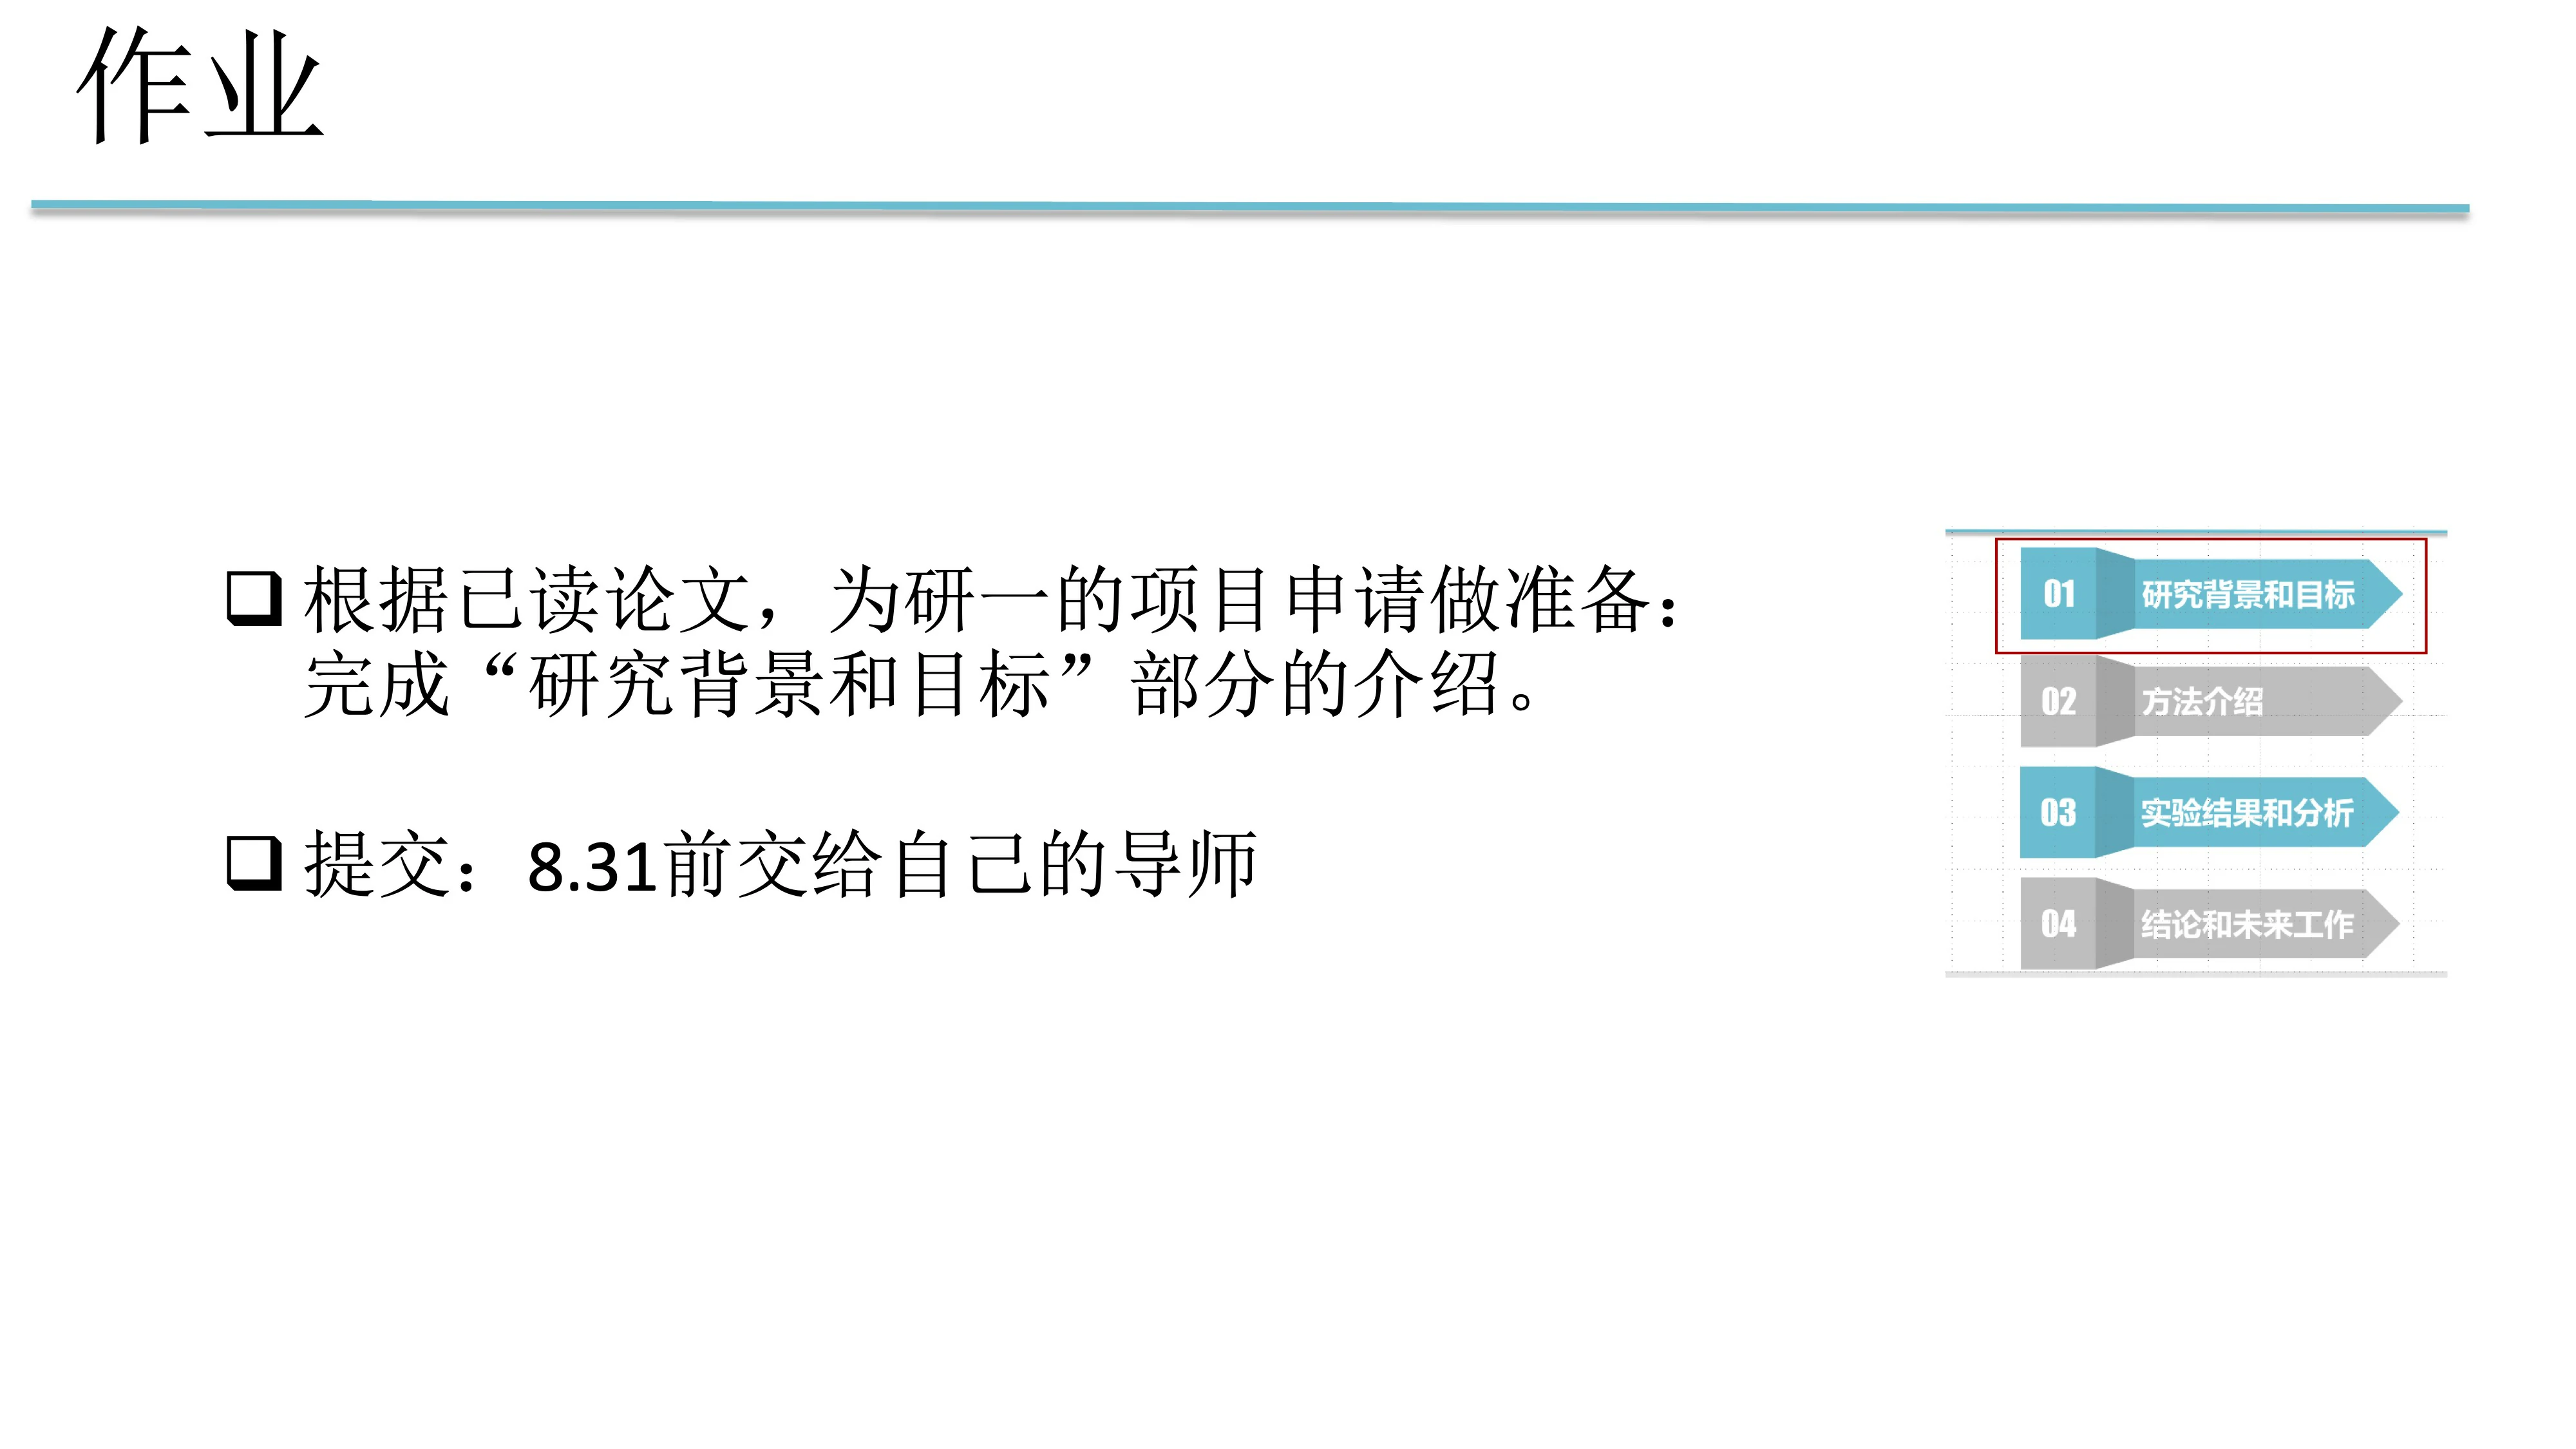 作业
根据已读论文，为研一的项目申请做准备：
完成“研究背景和目标”部分的介绍。
提交：8.31前交给自己的导师
01 研究背景和目标
02 方法介绍
03 实验结果和分析
04 结论和未来工作